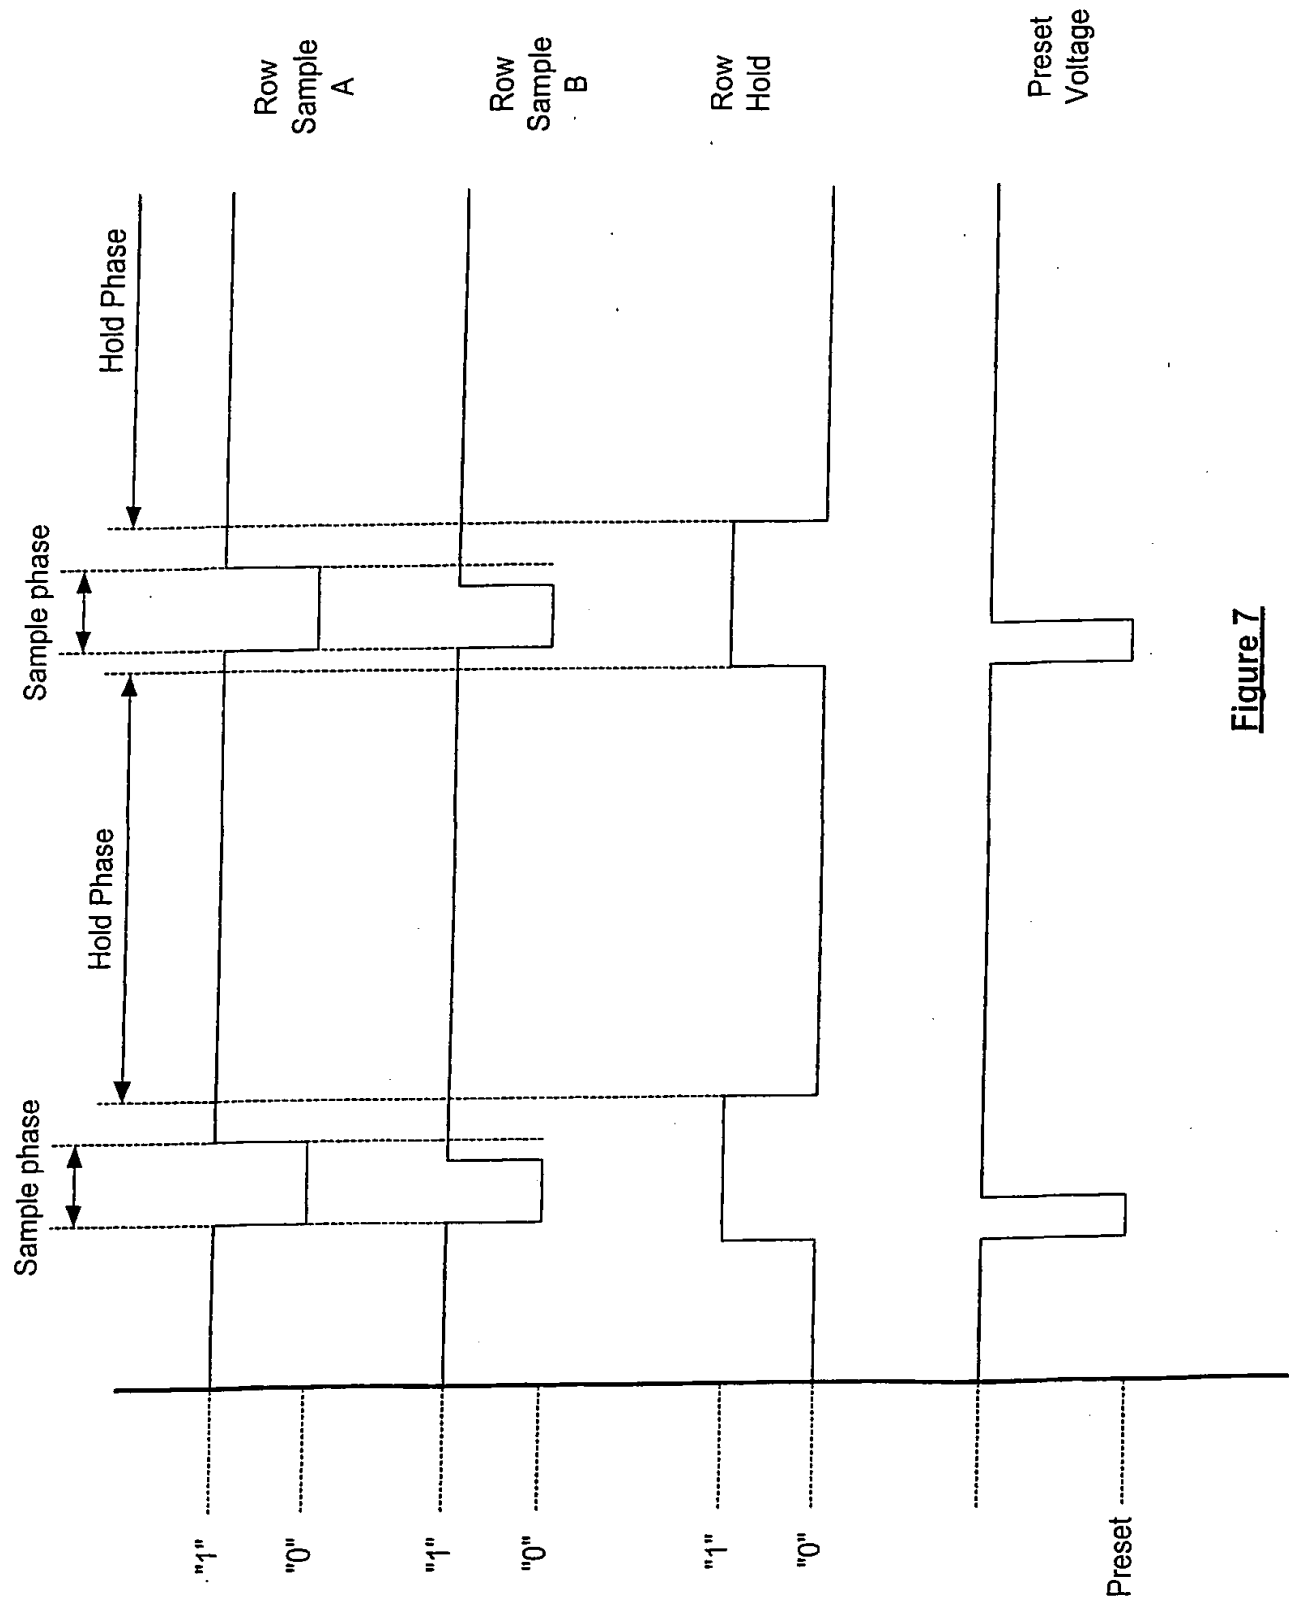 Sample phase
Hold Phase
Sample phase
Hold Phase
"1"
"0"
Row
Sample
A
"1"
"0"
Row
Sample
B
"1"
"0"
Row
Hold
Preset
Preset
Voltage
Figure 7